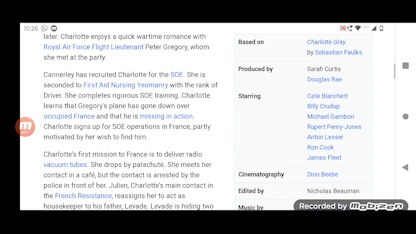 10:26
later. Charlotte enjoys a quick wartime romance with
Royal Air Force Flight Lieutenant Peter Gregory, whom
she met at the party.
Cannerley has recruited Charlotte for the SOE. She is
seconded to First Aid Nursing Yeomanry with the rank of
Driver. She completes rigorous SOE training. Charlotte
learns that Gregory's plane has gone down over
occupied France and that he is missing in action.
Charlotte signs up for SOE operations in France, partly
motivated by her wish to find him.
Charlotte's first mission to France is to deliver radio
vacuum tubes. She drops by parachute. She meets her
contact in a café, but the contact is arrested by the
police in front of her. Julien, Charlotte's main contact in
the French Resistance, reassigns her to act as
housekeeper to his father, Levade. Levade is hiding two
Based on
Charlotte Gray
by Sebastian Faulks
Produced by
Sarah Curtis
Douglas Rae
Starring
Cate Blanchett
Billy Crudup
Michael Gambon
Rupert Penry-Jones
Anton Lesser
Ron Cook
James Fleet
Cinematography
Dion Beebe
Edited by
Nicholas Beauman
Music by
Recorded by mobizen